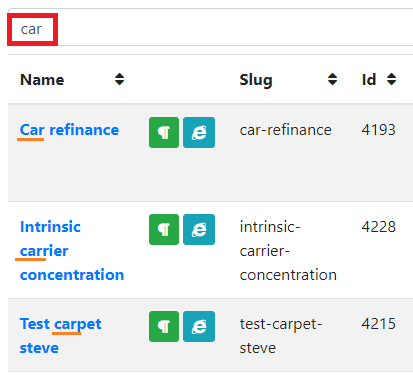 car
Name Slug Id
Car refinance ¶ car-refinance 4193
Intrinsic ¶ intrinsic- 4228
carrier carrier-
concentration concentration
Test carpet ¶ test-carpet- 4215
steve steve